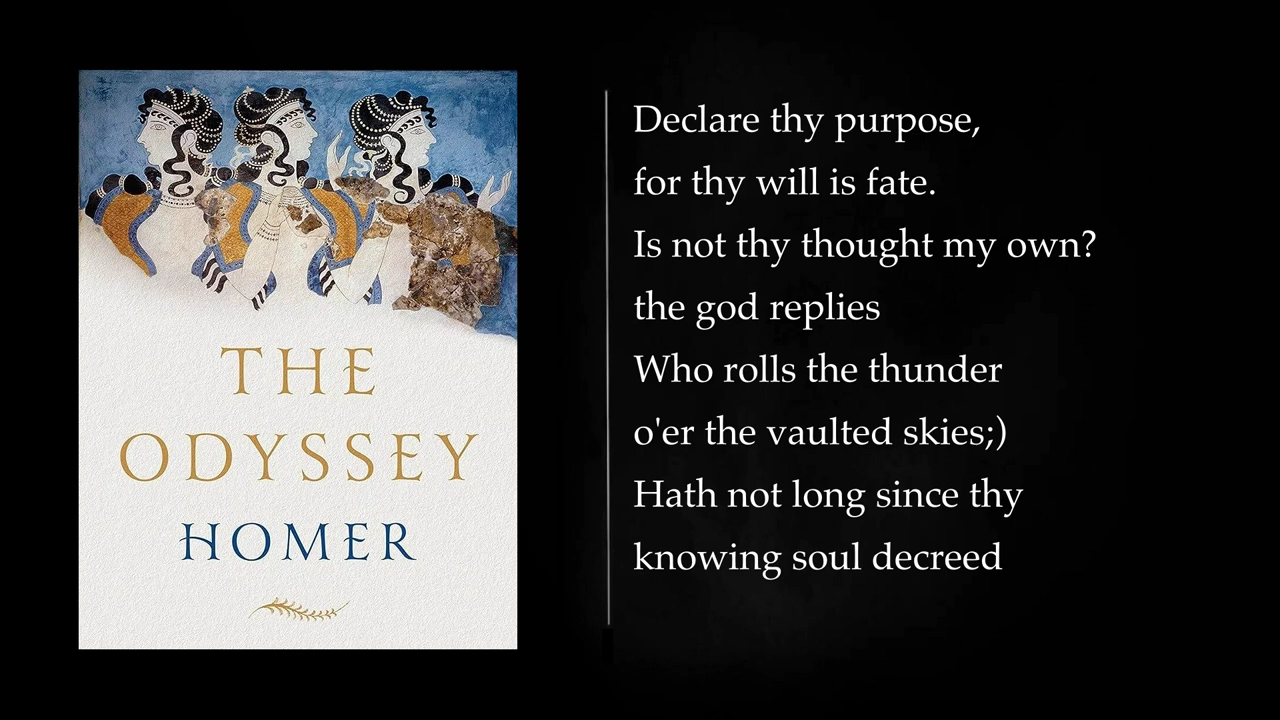 THE
ODYSSEY
HOMER
Declare thy purpose,
for thy will is fate.
Is not thy thought my own?
the god replies
Who rolls the thunder
o'er the vaulted skies;)
Hath not long since thy
knowing soul decreed